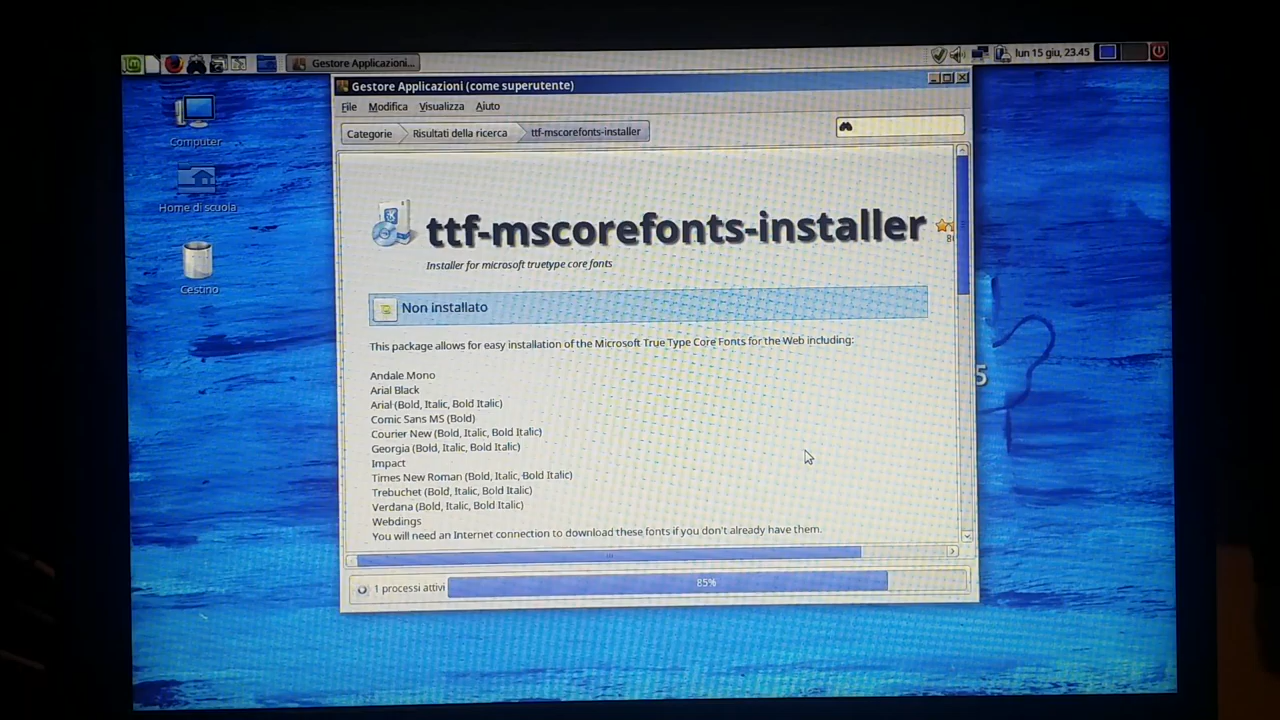 Gestore Applicazioni...
lun 15 giu, 23.45
Gestore Applicazioni (come superutente)
File Modifica Visualizza Aiuto
Categorie Risultati della ricerca ttf-mscorefonts-installer
Computer
Home di scuola
Cestino
ttf-mscorefonts-installer
Installer for microsoft truetype core fonts
Non installato
This package allows for easy installation of the Microsoft True Type Core Fonts for the Web including:
Andale Mono
Arial Black
Arial (Bold, Italic, Bold Italic)
Comic Sans MS (Bold)
Courier New (Bold, Italic, Bold Italic)
Georgia (Bold, Italic, Bold Italic)
Impact
Times New Roman (Bold, Italic, Bold Italic)
Trebuchet (Bold, Italic, Bold Italic)
Verdana (Bold, Italic, Bold Italic)
Webdings
You will need an Internet connection to download these fonts if you don't already have them.
5
1 processi attivi
85%